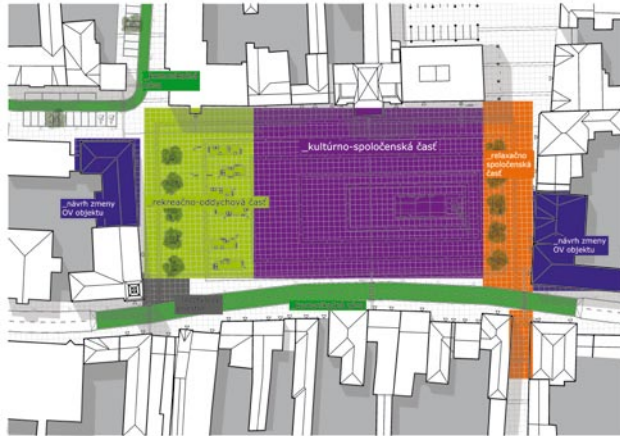 _kultúrno-spoločenská časť
_relaxačno
spoločenská
časť
_rekreačno-oddychová časť
_návrh zmeny
OV objektu
_návrh zmeny
OV objektu